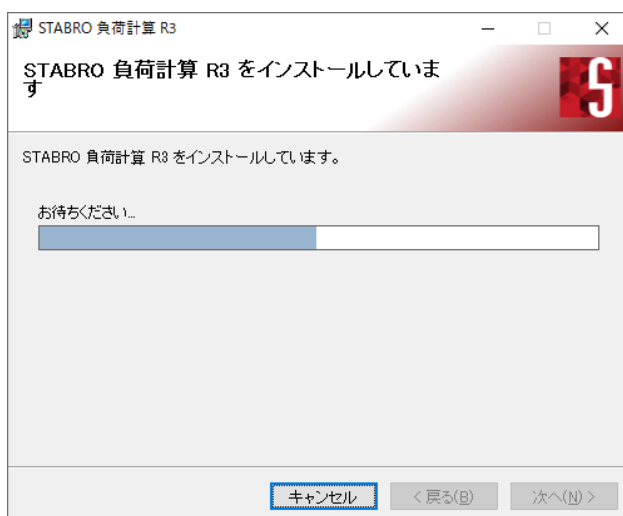 STABRO 負荷計算 R3
STABRO 負荷計算 R3 をインストールしていま
す
STABRO 負荷計算 R3 をインストールしています。
お待ちください...
キャンセル
< 戻る(B)
次へ(N) >